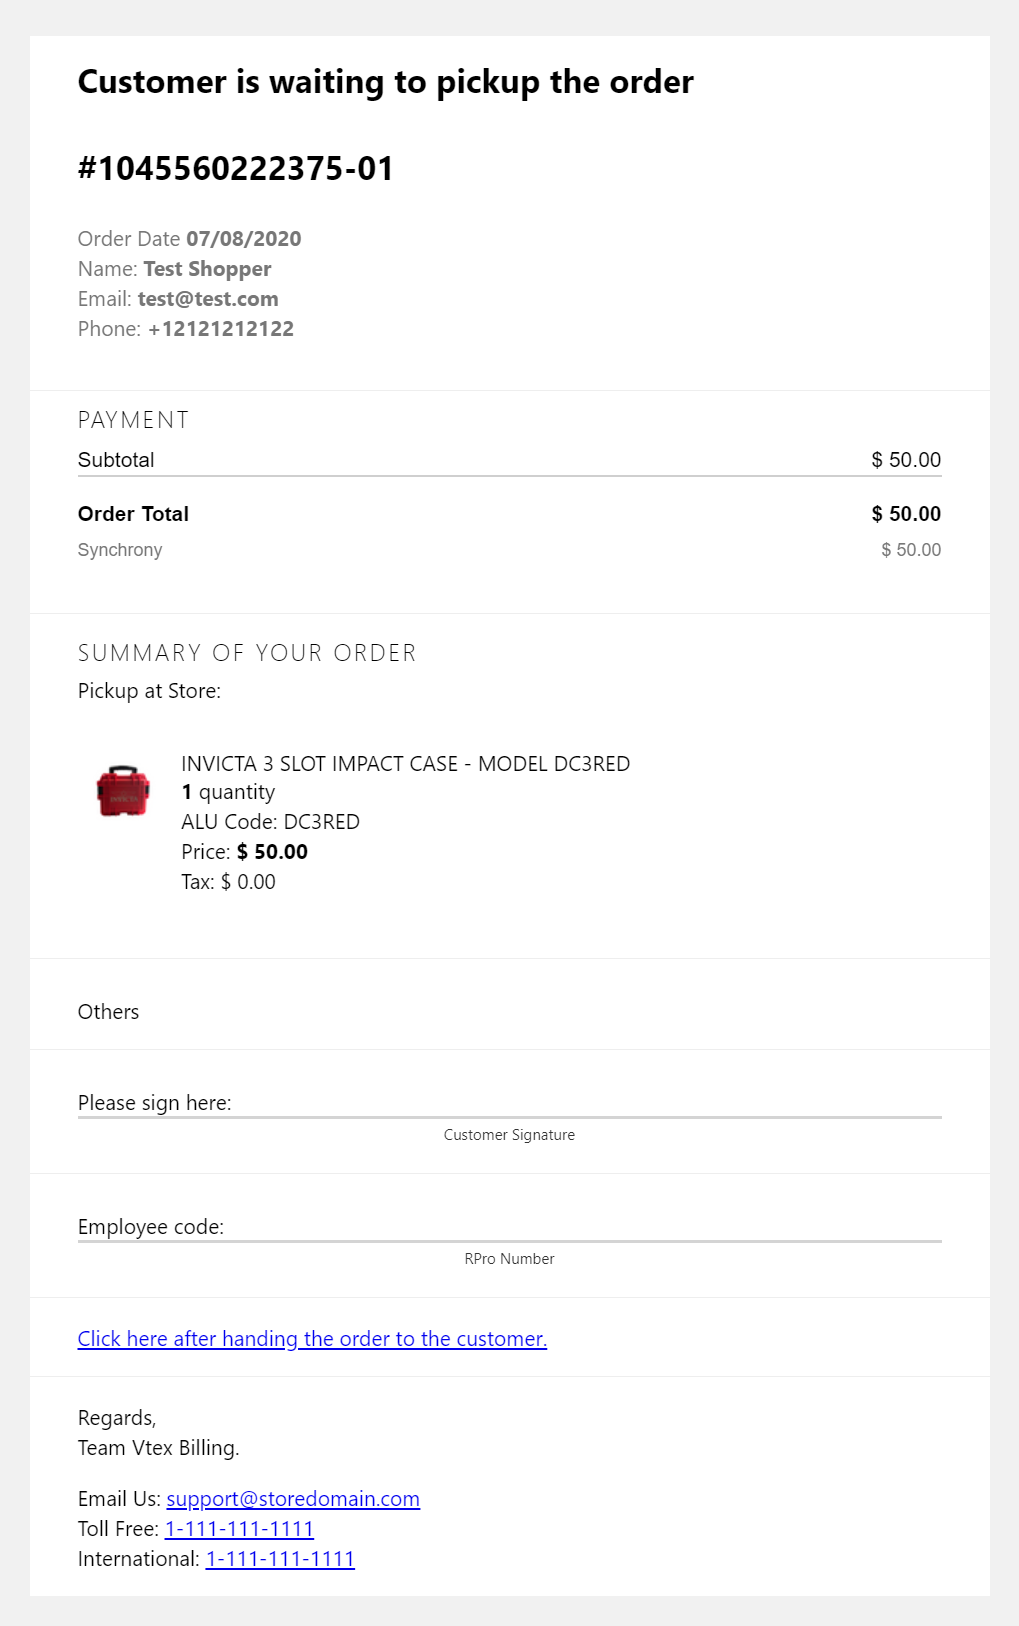 Customer is waiting to pickup the order
#1045560222375-01
Order Date 07/08/2020
Name: Test Shopper
Email: test@test.com
Phone: +12121212122
PAYMENT
Subtotal $ 50.00
Order Total $ 50.00
Synchrony $ 50.00
SUMMARY OF YOUR ORDER
Pickup at Store:
INVICTA
INVICTA 3 SLOT IMPACT CASE - MODEL DC3RED
1 quantity
ALU Code: DC3RED
Price: $ 50.00
Tax: $ 0.00
Others
Please sign here:
Customer Signature
Employee code:
RPro Number
Click here after handing the order to the customer.
Regards,
Team Vtex Billing.
Email Us: support@storedomain.com
Toll Free: 1-111-111-1111
International: 1-111-111-1111